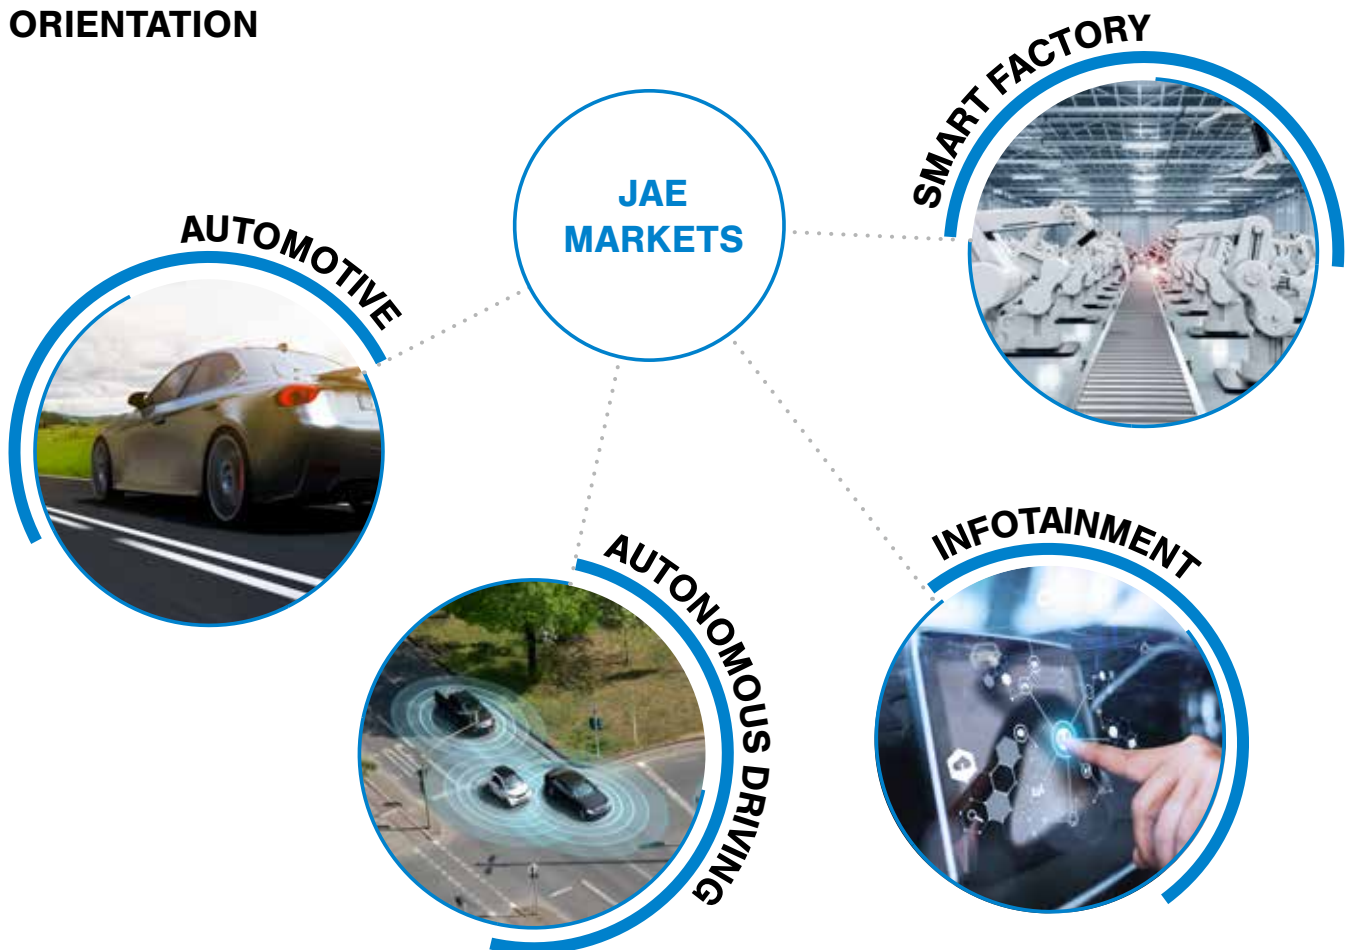 ORIENTATION
SMART FACTORY
JAE
MARKETS
AUTOMOTIVE
INFOTAINMENT
AUTONOMOUS DRIVING